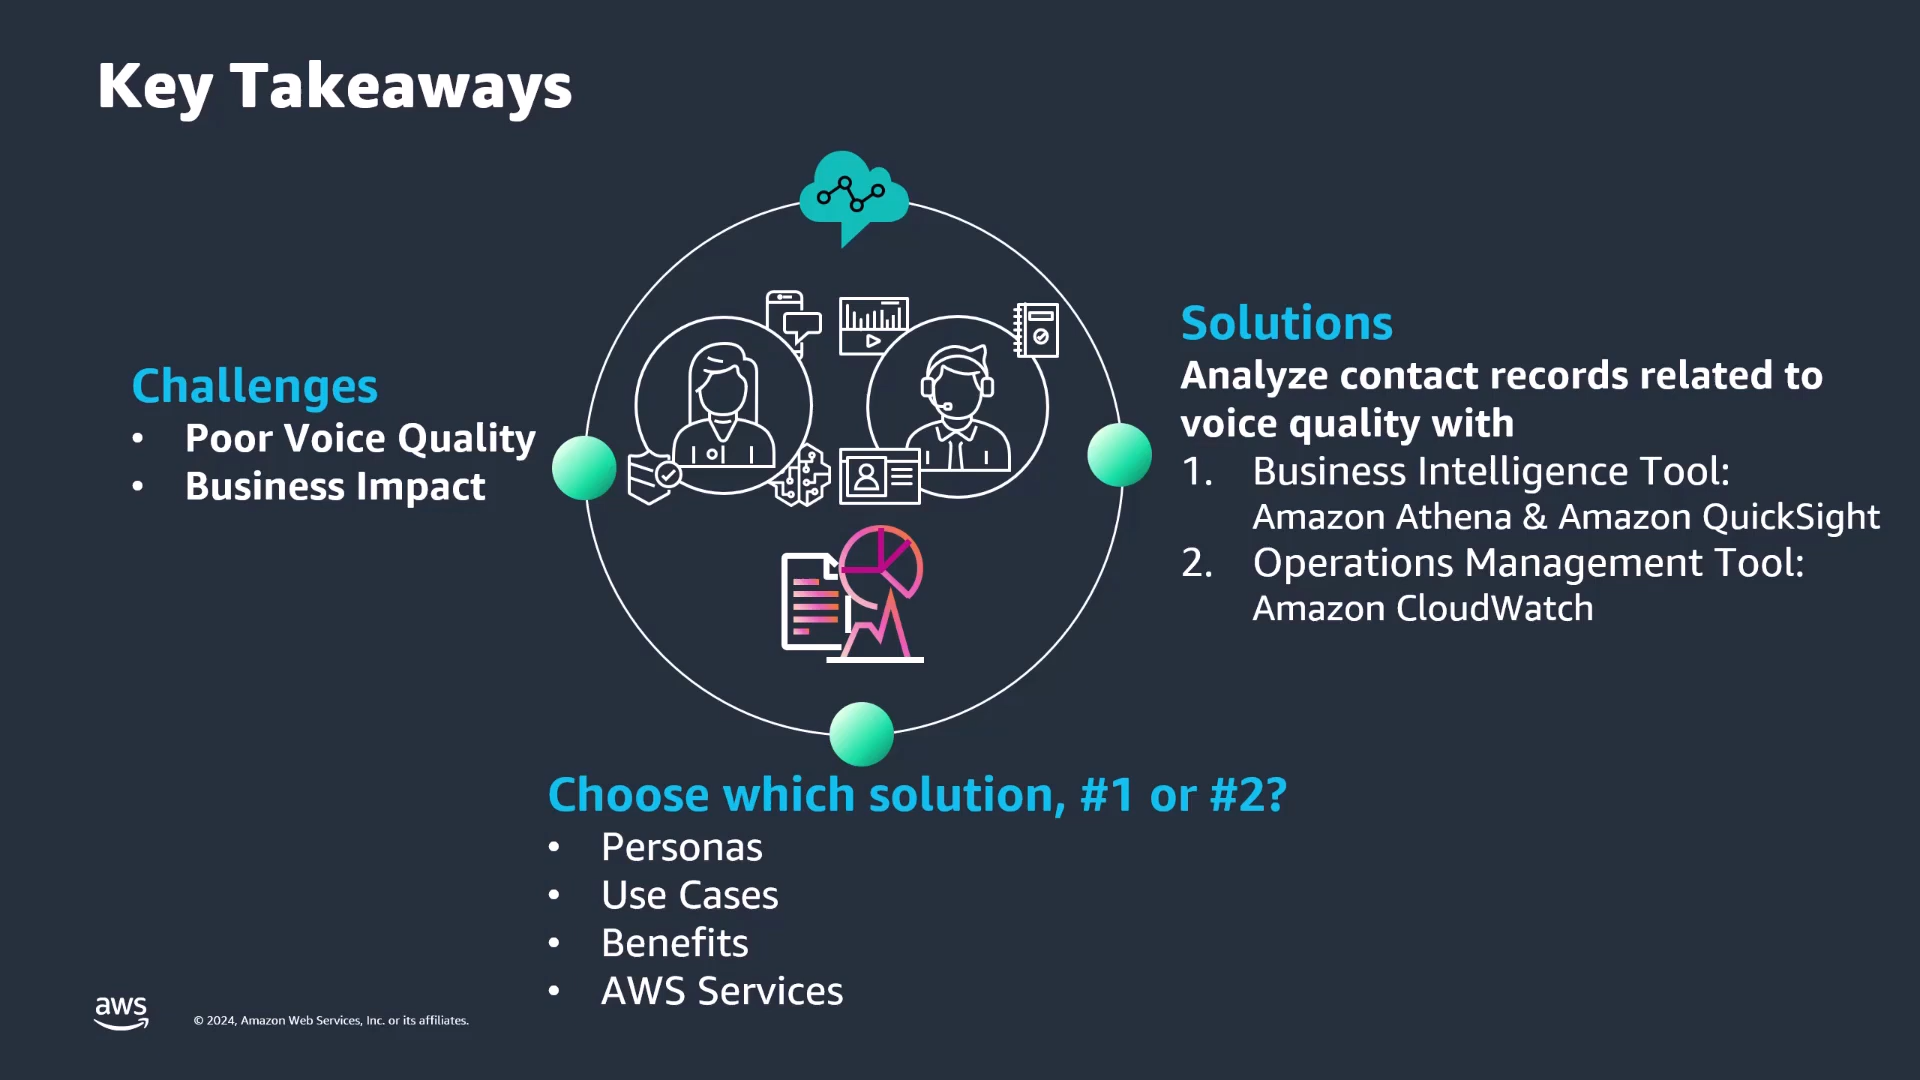 Key Takeaways
Challenges
• Poor Voice Quality
• Business Impact
Solutions
Analyze contact records related to
voice quality with
1. Business Intelligence Tool:
Amazon Athena & Amazon QuickSight
2. Operations Management Tool:
Amazon CloudWatch
Choose which solution, #1 or #2?
• Personas
• Use Cases
• Benefits
• AWS Services
aws
© 2024, Amazon Web Services, Inc. or its affiliates.